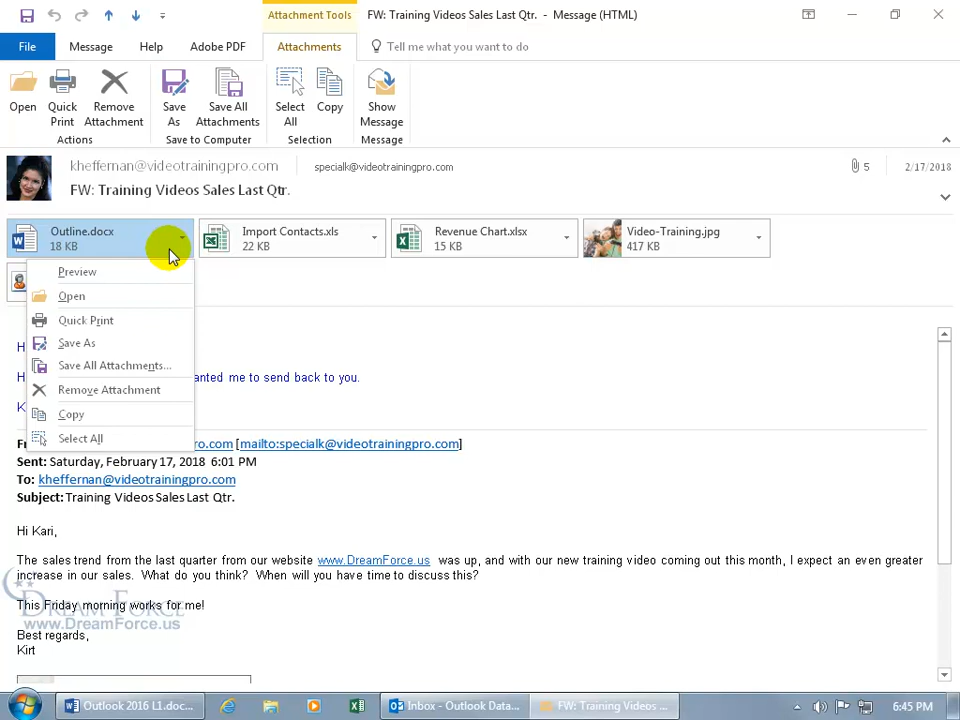 Attachment Tools
FW: Training Videos Sales Last Qtr. - Message (HTML)
File Message Help Adobe PDF Attachments Tell me what you want to do
Open Quick Print Remove Attachment Save As Save All Attachments Select All Copy Show Message
Actions Save to Computer Selection Message
kheffernan@videotrainingpro.com specialk@videotrainingpro.com 5 2/17/2018
FW: Training Videos Sales Last Qtr.
Outline.docx Import Contacts.xls Revenue Chart.xlsx Video-Training.jpg
18 KB 22 KB 15 KB 417 KB
Preview
Open
Quick Print
Save As
Save All Attachments...
Remove Attachment
Copy
Select All
H
H anted me to send back to you.
K
ro.com [mailto:specialk@videotrainingpro.com]
Sent: Saturday, February 17, 2018 6:01 PM
To: kheffernan@videotrainingpro.com
Subject: Training Videos Sales Last Qtr.
Hi Kari,
The sales trend from the last quarter from our website www.DreamForce.us was up, and with our new training video coming out this month, I expect an even greater
increase in our sales. What do you think? When will you have time to discuss this?
This Friday morning works for me!
DREAM FORCE
www.DreamForce.us
Best regards,
Kirt
Outlook 2016 L1.doc... Inbox - Outlook Data... FW: Training Videos ... 6:45 PM